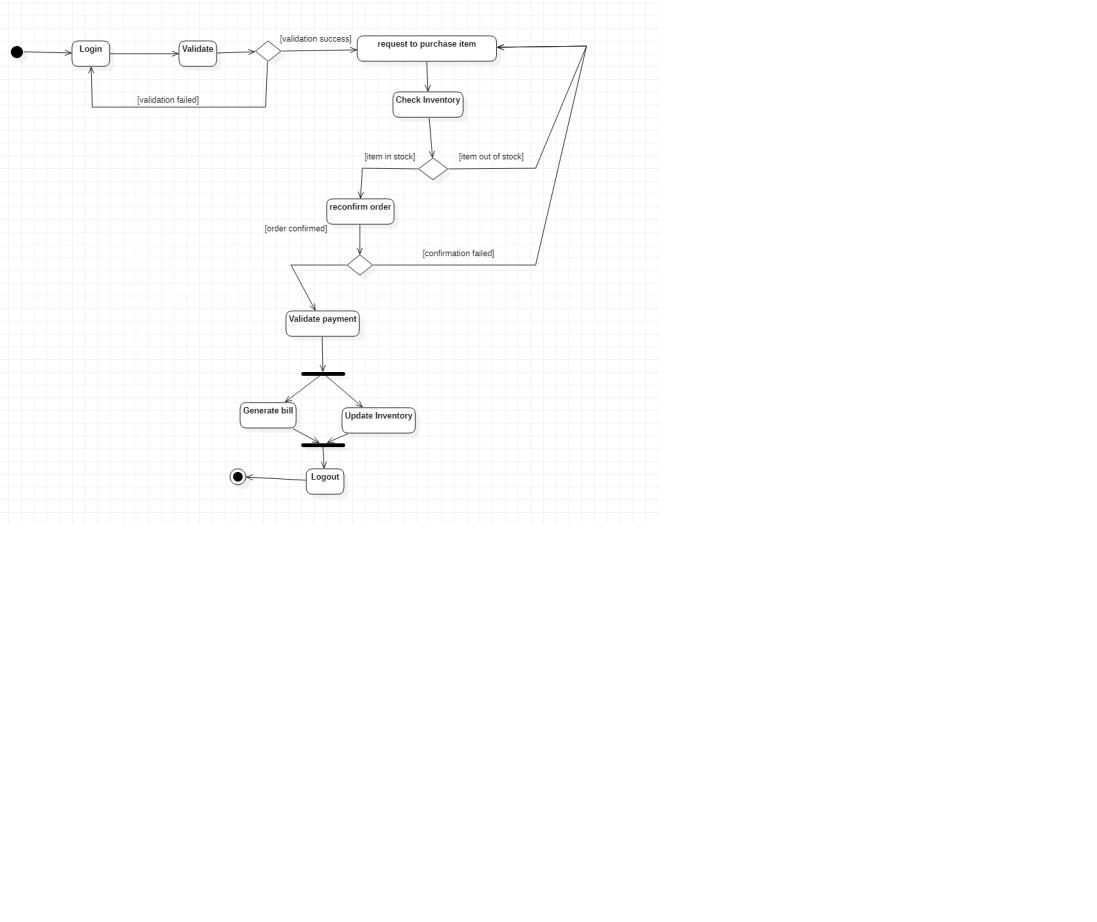 [validation success]
Login
Validate
request to purchase item
[validation failed]
Check Inventory
[item in stock]
[item out of stock]
reconfirm order
[order confirmed]
[confirmation failed]
Validate payment
Generate bill
Update Inventory
Logout